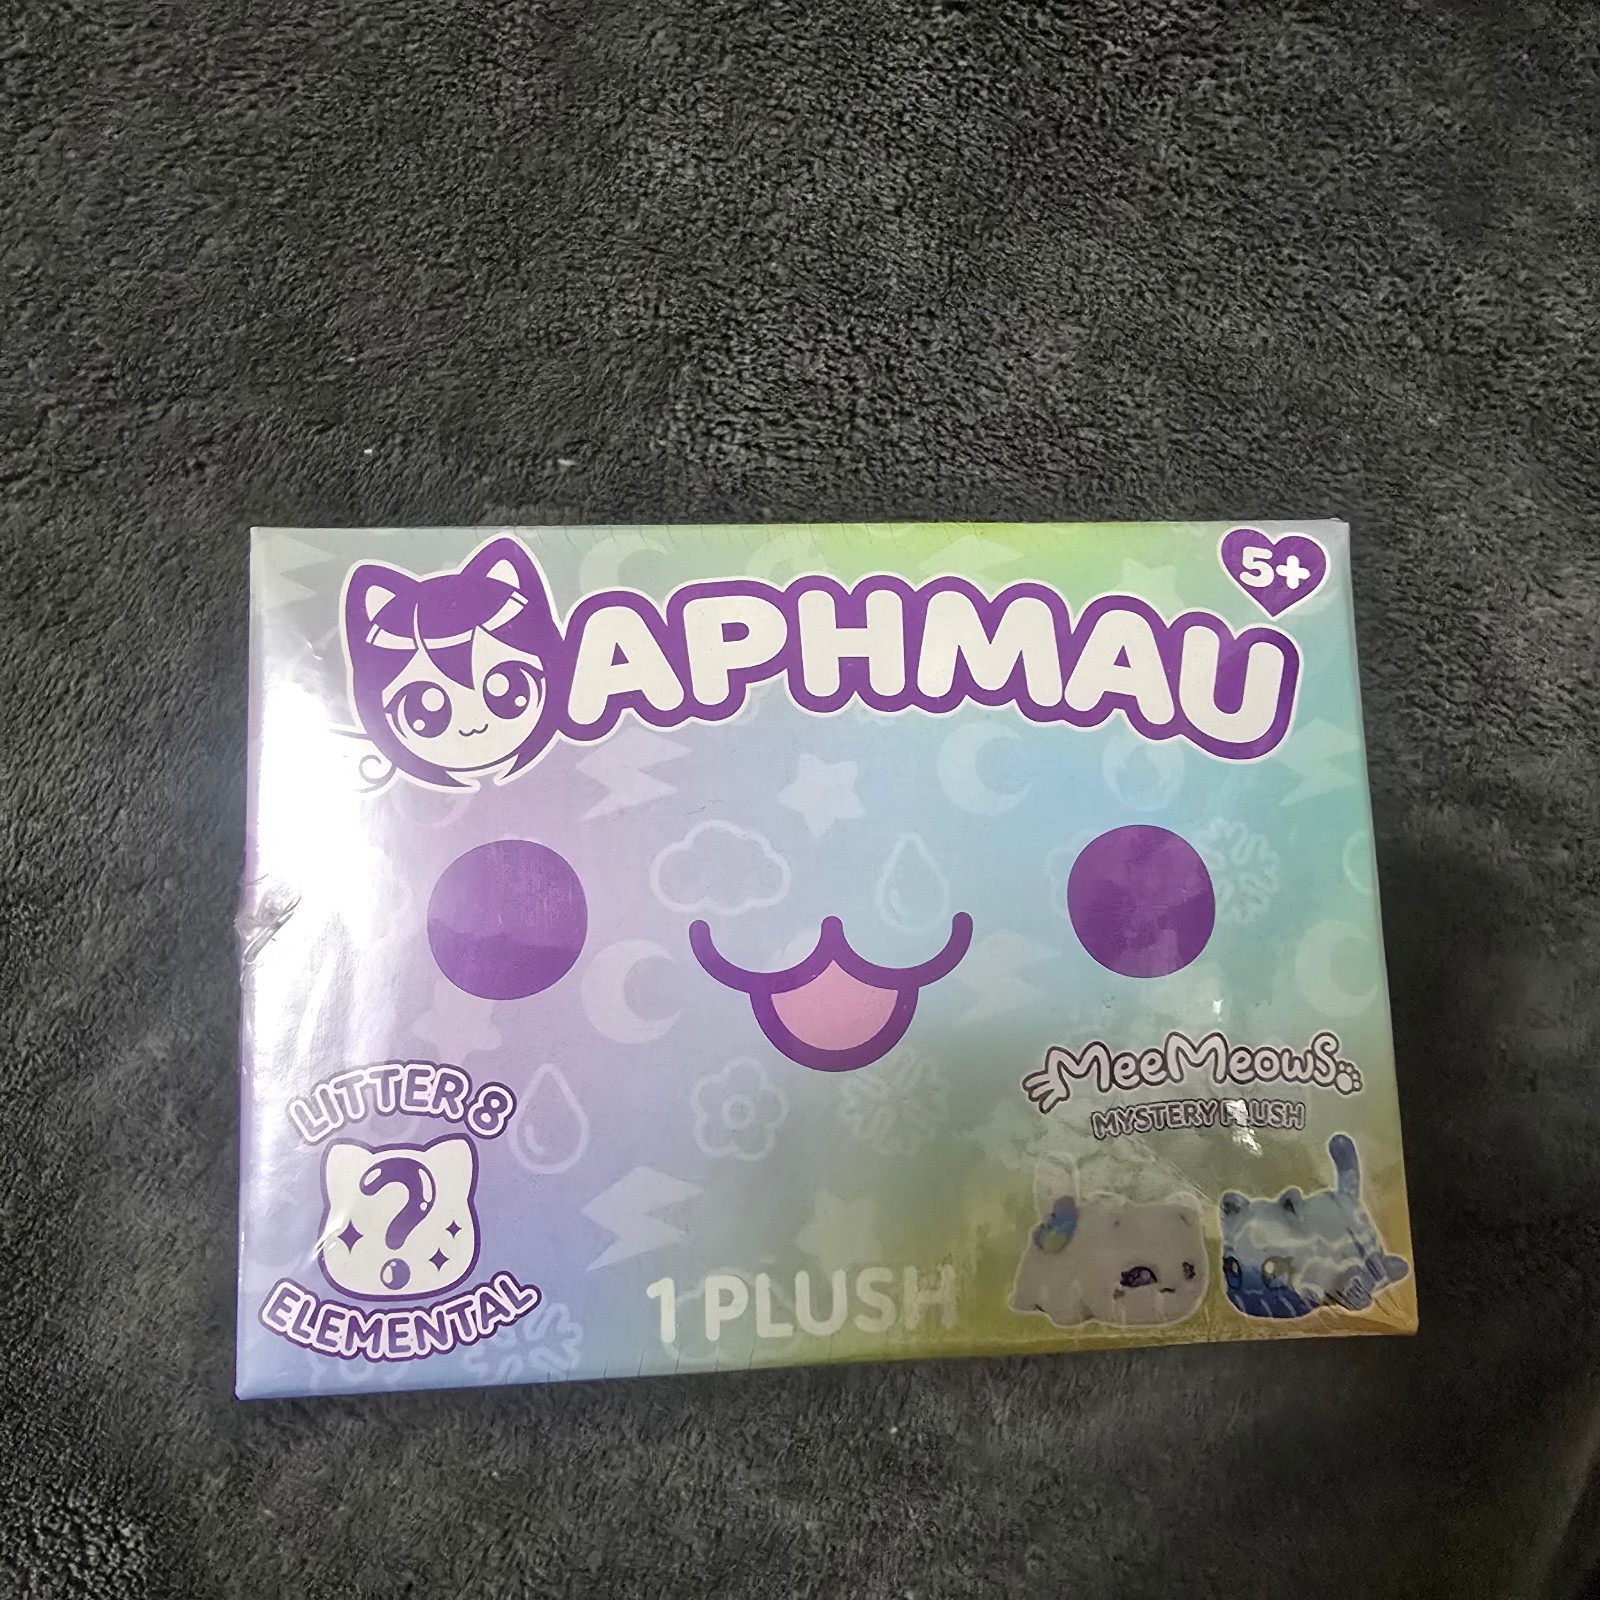 5+
APHMAU
LITTER 8
ELEMENTAL
1 PLUSH
MeeMeows
MYSTERY PLUSH